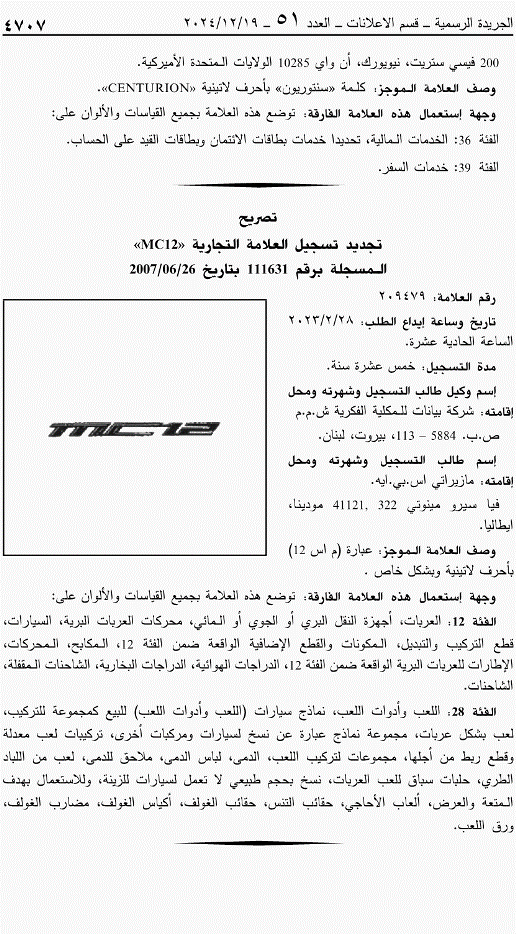 الجريدة الرسمية – قسم الاعلانات – العدد ٥١ – ٢٠٢٤/١٢/١٩ ٤٧٠٧
200 فيسي ستريت، نيويورك، أن واي 10285 الولايات المتحدة الأميركية.
وصف العلامة الموجز: كلمة «سنتوريون» بأحرف لاتينية «CENTURION».
وجهة إستعمال هذه العلامة الفارقة: توضع هذه العلامة بجميع القياسات والألوان على:
الفئة 36: الخدمات المالية، تحديدا خدمات بطاقات الائتمان وبطاقات القيد على الحساب.
الفئة 39: خدمات السفر.
تصريح
تجديد تسجيل العلامة التجارية «MC12»
المسجلة برقم 111631 بتاريخ 2007/06/26
رقم العلامة: ٢٠٩٤٧٩
تاريخ وساعة إيداع الطلب: ٢٠٢٣/٢/٢٨
الساعة الحادية عشرة.
مدة التسجيل: خمس عشرة سنة.
إسم وكيل طالب التسجيل وشهرته ومحل
إقامته: شركة بيانات للمكلية الفكرية ش.م.م
ص.ب. 5884 – 113، بيروت، لبنان.
إسم طالب التسجيل وشهرته ومحل
إقامته: مازيراتي اس.بي.ايه.
فيا سيرو مينوتي 322 ,41121 مودينا،
ايطاليا.
وصف العلامة الموجز: عبارة (م اس 12)
بأحرف لاتينية وبشكل خاص .
MC12
وجهة إستعمال هذه العلامة الفارقة: توضع هذه العلامة بجميع القياسات والألوان على:
الفئة 12: العربات، أجهزة النقل البري أو الجوي أو المائي، محركات العربات البرية، السيارات،
قطع التركيب والتبديل، المكونات والقطع الإضافية الواقعة ضمن الفئة 12، المكابح، المحركات،
الإطارات للعربات البرية الواقعة ضمن الفئة 12، الدراجات الهوائية، الدراجات البخارية، الشاحنات المقفلة،
الشاحنات.
الفئة 28: اللعب وأدوات اللعب، نماذج سيارات (اللعب وأدوات اللعب) للبيع كمجموعة للتركيب،
لعب بشكل عربات، مجموعة نماذج عبارة عن نسخ لسيارات ومركبات أخرى، تركيبات لعب معدلة
وقطع ربط من أجلها، مجموعات لتركيب اللعب، الدمى، لباس الدمى، ملاحق للدمى، لعب من اللباد
الطري، حلبات سباق للعب العربات، نسخ بحجم طبيعي لا تعمل لسيارات للزينة، وللاستعمال بهدف
المتعة والعرض، ألعاب الأحاجي، حقائب التنس، حقائب الغولف، أكياس الغولف، مضارب الغولف،
ورق اللعب.